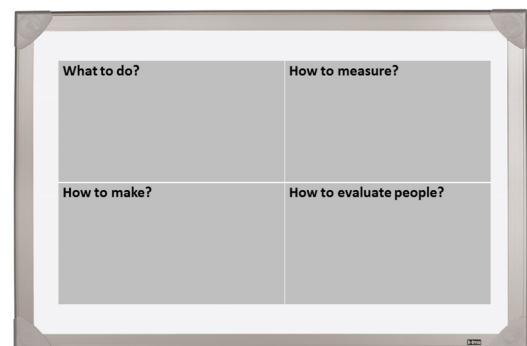 What to do?
How to measure?
How to make?
How to evaluate people?